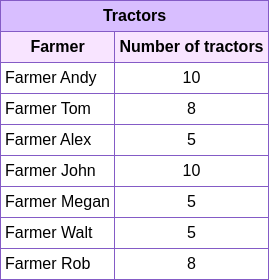 Tractors
Farmer Number of tractors
Farmer Andy 10
Farmer Tom 8
Farmer Alex 5
Farmer John 10
Farmer Megan 5
Farmer Walt 5
Farmer Rob 8